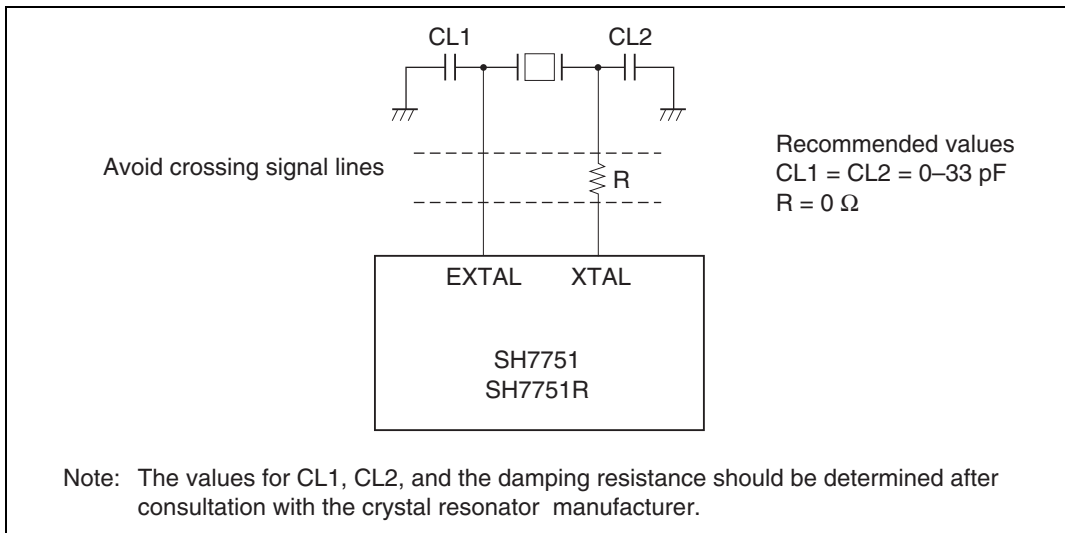 CL1
CL2
Avoid crossing signal lines
R
Recommended values
CL1 = CL2 = 0–33 pF
R = 0 Ω
EXTAL
XTAL
SH7751
SH7751R
Note: The values for CL1, CL2, and the damping resistance should be determined after
consultation with the crystal resonator manufacturer.